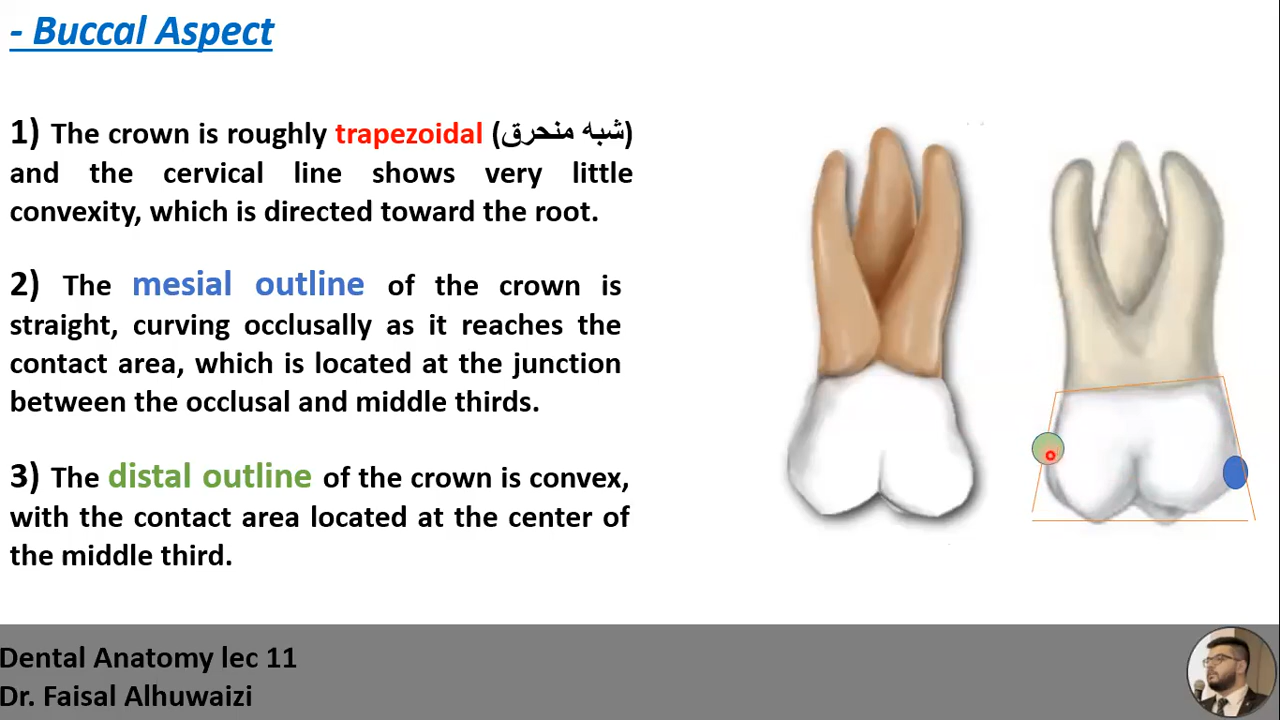 - Buccal Aspect
1) The crown is roughly trapezoidal (شبه منحرق)
and the cervical line shows very little
convexity, which is directed toward the root.
2) The mesial outline of the crown is
straight, curving occlusally as it reaches the
contact area, which is located at the junction
between the occlusal and middle thirds.
3) The distal outline of the crown is convex,
with the contact area located at the center of
the middle third.
Dental Anatomy lec 11
Dr. Faisal Alhuwaizi